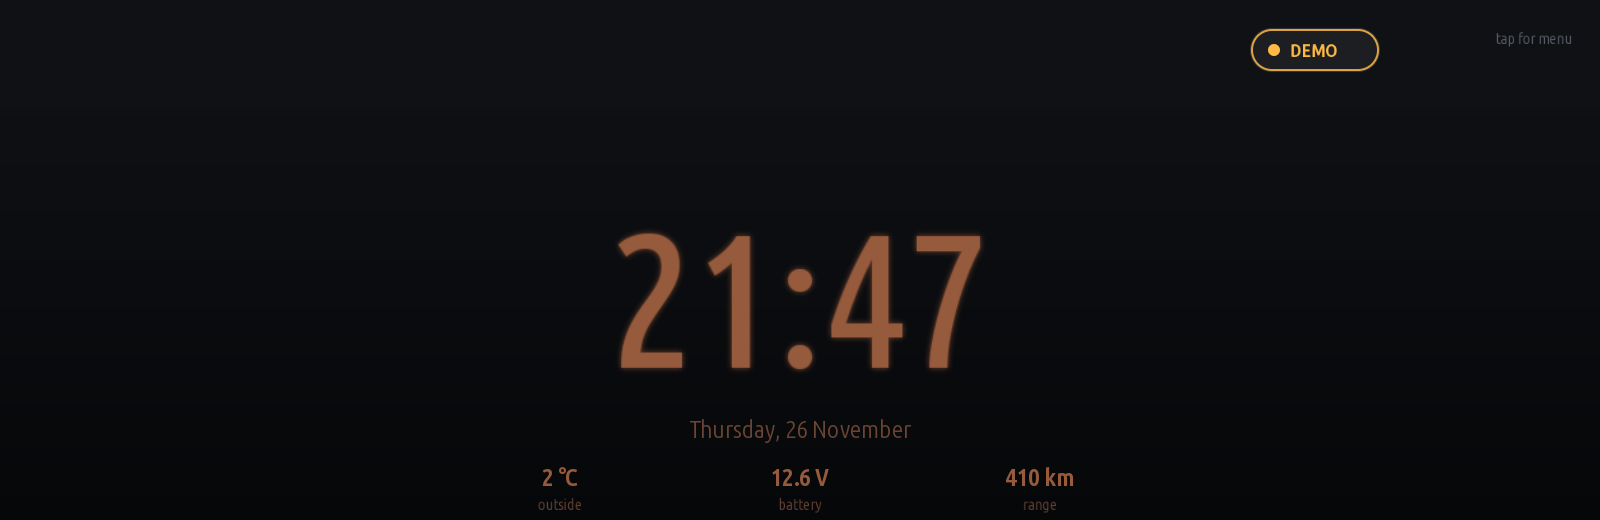 DEMO
tap for menu
21:47
Thursday, 26 November
2 °C
outside
12.6 V
battery
410 km
range